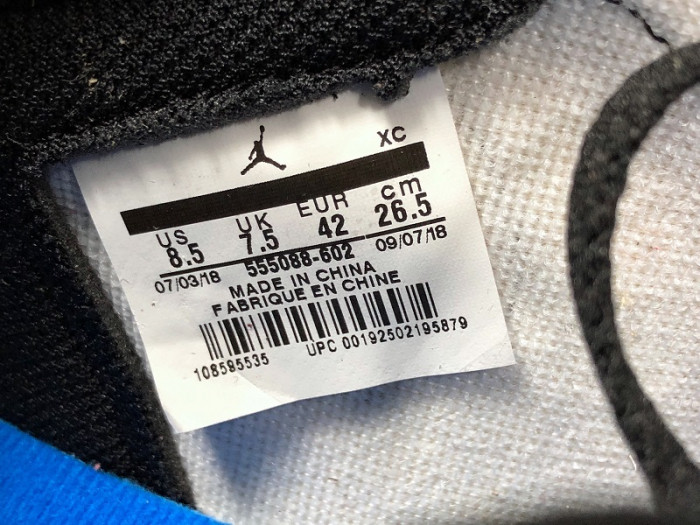 XC
US UK EUR cm
8.5 7.5 42 26.5
07/03/18 555088-602 09/07/18
MADE IN CHINA
FABRIQUE EN CHINE
108595535 UPC 00192502195879